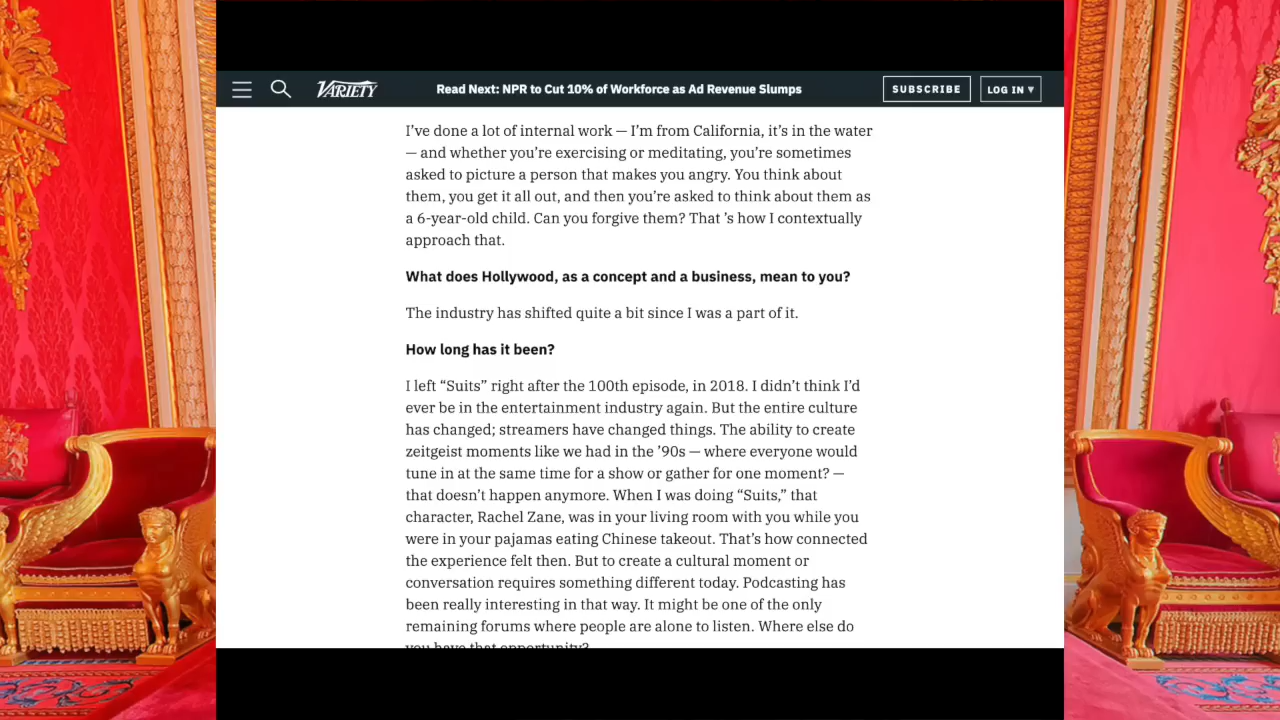 VARIETY
Read Next: NPR to Cut 10% of Workforce as Ad Revenue Slumps
SUBSCRIBE
LOG IN ▾
I’ve done a lot of internal work — I’m from California, it’s in the water
— and whether you’re exercising or meditating, you’re sometimes
asked to picture a person that makes you angry. You think about
them, you get it all out, and then you’re asked to think about them as
a 6-year-old child. Can you forgive them? That ’s how I contextually
approach that.
What does Hollywood, as a concept and a business, mean to you?
The industry has shifted quite a bit since I was a part of it.
How long has it been?
I left “Suits” right after the 100th episode, in 2018. I didn’t think I’d
ever be in the entertainment industry again. But the entire culture
has changed; streamers have changed things. The ability to create
zeitgeist moments like we had in the ’90s — where everyone would
tune in at the same time for a show or gather for one moment? —
that doesn’t happen anymore. When I was doing “Suits,” that
character, Rachel Zane, was in your living room with you while you
were in your pajamas eating Chinese takeout. That’s how connected
the experience felt then. But to create a cultural moment or
conversation requires something different today. Podcasting has
been really interesting in that way. It might be one of the only
remaining forums where people are alone to listen. Where else do
you have that opportunity?